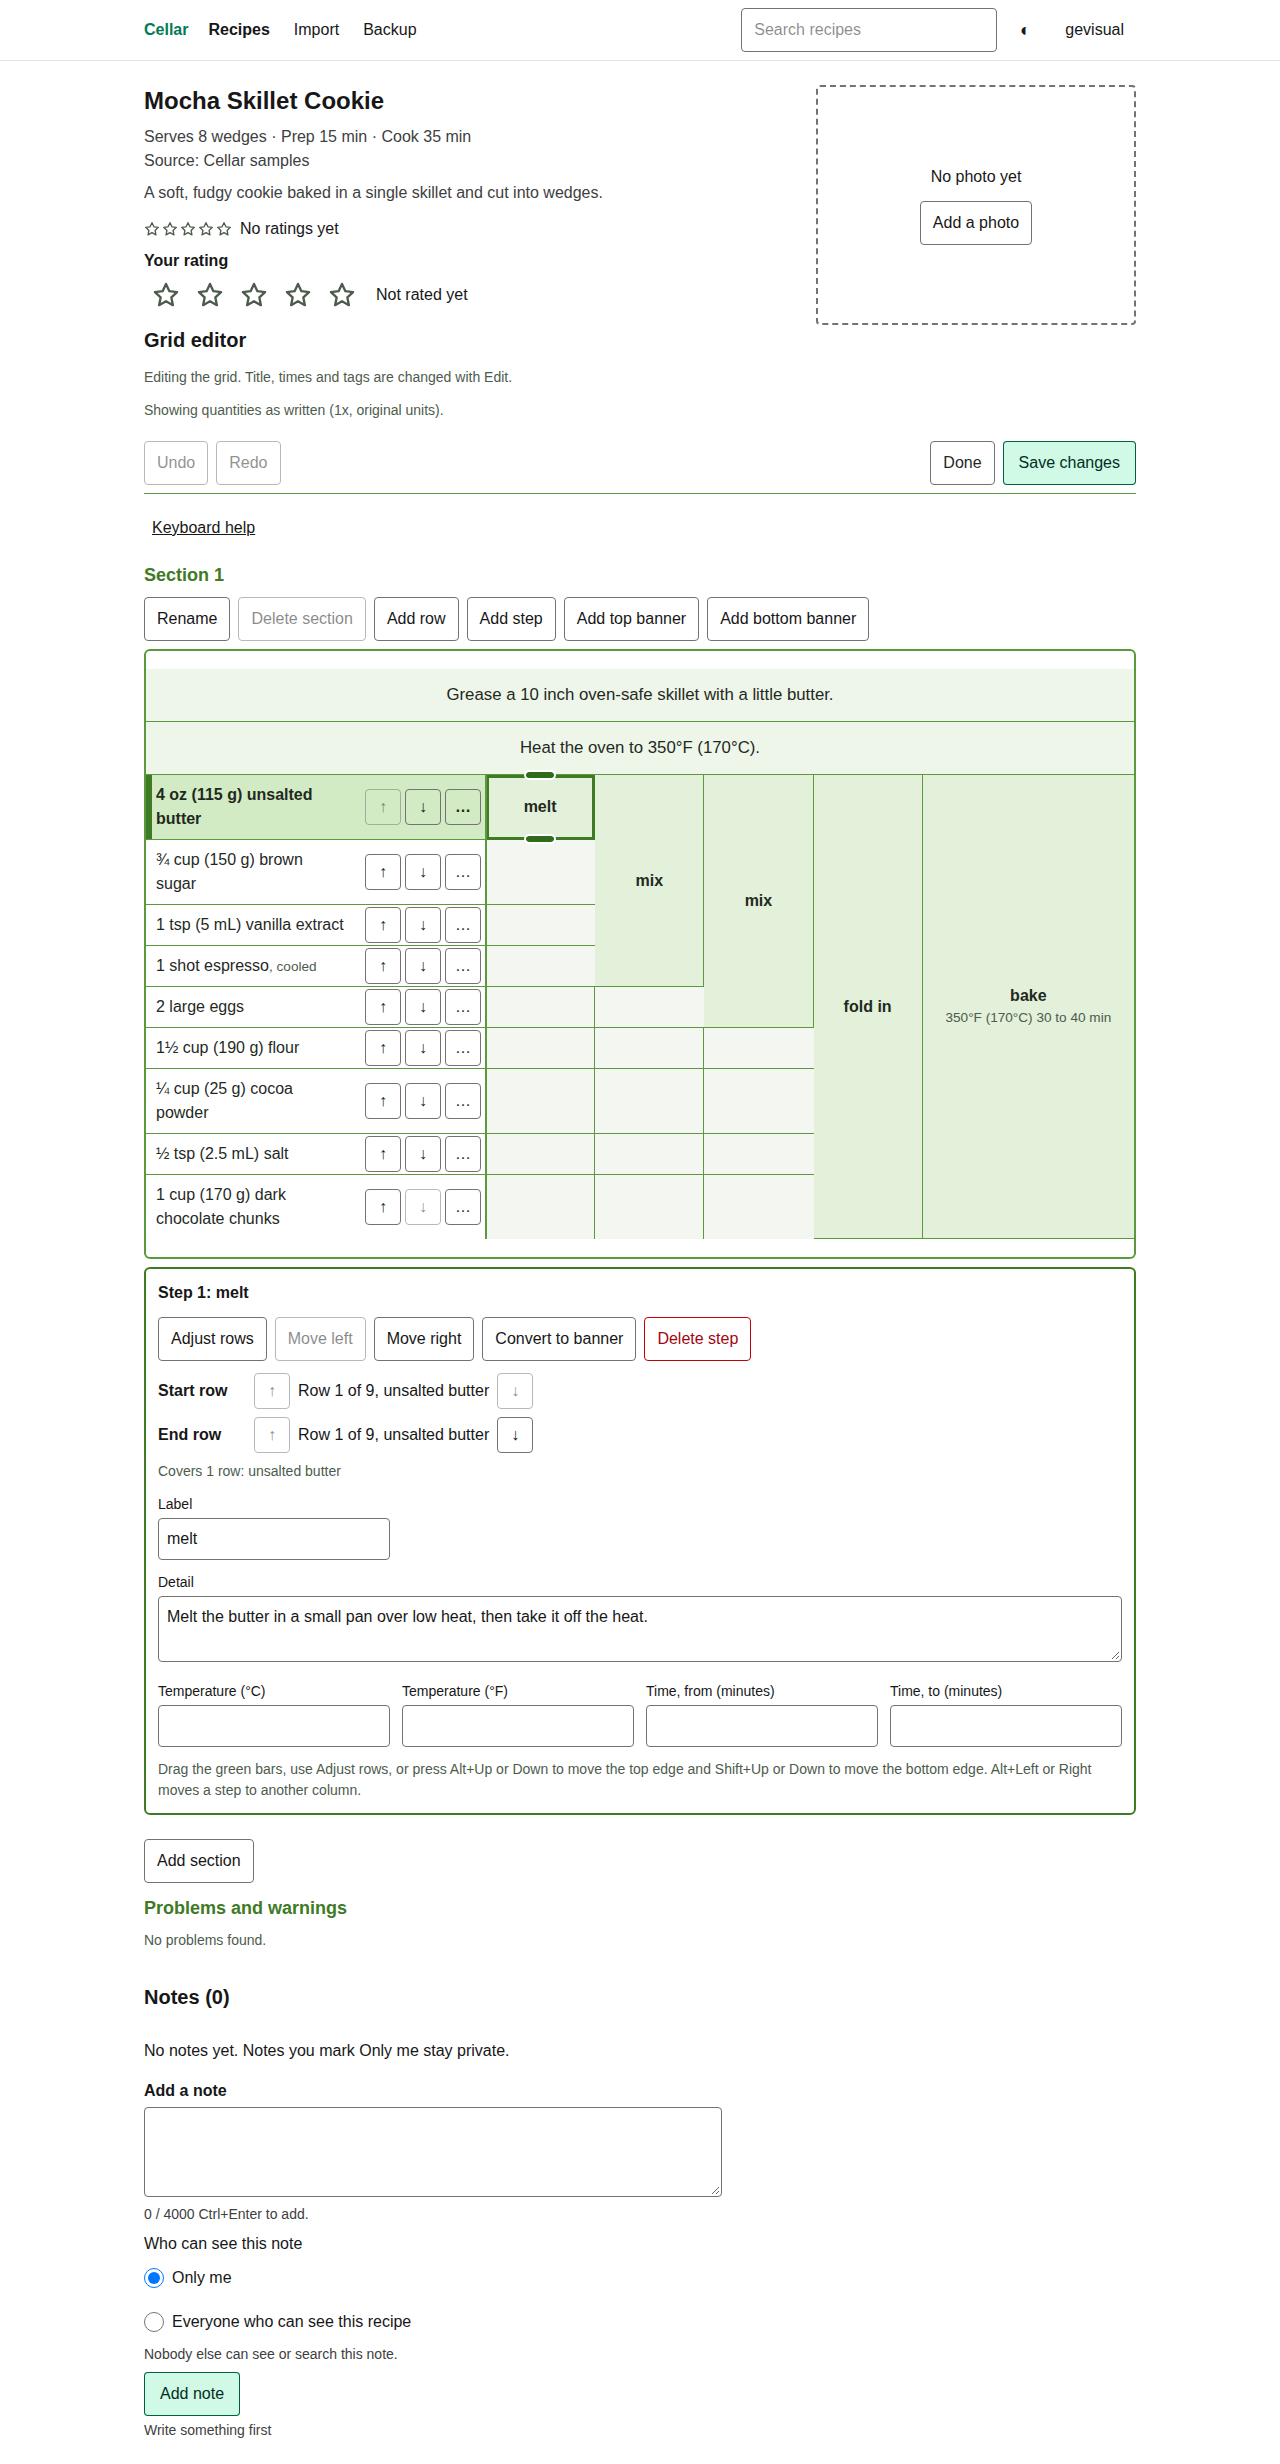 Cellar Recipes Import Backup Search recipes gevisual
Mocha Skillet Cookie
Serves 8 wedges · Prep 15 min · Cook 35 min
Source: Cellar samples
A soft, fudgy cookie baked in a single skillet and cut into wedges.
No ratings yet
Your rating
Not rated yet
No photo yet
Add a photo
Grid editor
Editing the grid. Title, times and tags are changed with Edit.
Showing quantities as written (1x, original units).
Undo Redo Done Save changes
Keyboard help
Section 1
Rename Delete section Add row Add step Add top banner Add bottom banner
Grease a 10 inch oven-safe skillet with a little butter.
Heat the oven to 350°F (170°C).
4 oz (115 g) unsalted
butter
↑ ↓ …
melt
¾ cup (150 g) brown
sugar
↑ ↓ …
mix
mix
1 tsp (5 mL) vanilla extract ↑ ↓ …
1 shot espresso, cooled ↑ ↓ …
2 large eggs ↑ ↓ …
fold in
bake
350°F (170°C) 30 to 40 min
1½ cup (190 g) flour ↑ ↓ …
¼ cup (25 g) cocoa
powder
↑ ↓ …
½ tsp (2.5 mL) salt ↑ ↓ …
1 cup (170 g) dark
chocolate chunks
↑ ↓ …
Step 1: melt
Adjust rows Move left Move right Convert to banner Delete step
Start row ↑ Row 1 of 9, unsalted butter ↓
End row ↑ Row 1 of 9, unsalted butter ↓
Covers 1 row: unsalted butter
Label
melt
Detail
Melt the butter in a small pan over low heat, then take it off the heat.
Temperature (°C) Temperature (°F) Time, from (minutes) Time, to (minutes)
Drag the green bars, use Adjust rows, or press Alt+Up or Down to move the top edge and Shift+Up or Down to move the bottom edge. Alt+Left or Right
moves a step to another column.
Add section
Problems and warnings
No problems found.
Notes (0)
No notes yet. Notes you mark Only me stay private.
Add a note
0 / 4000 Ctrl+Enter to add.
Who can see this note
Only me
Everyone who can see this recipe
Nobody else can see or search this note.
Add note
Write something first